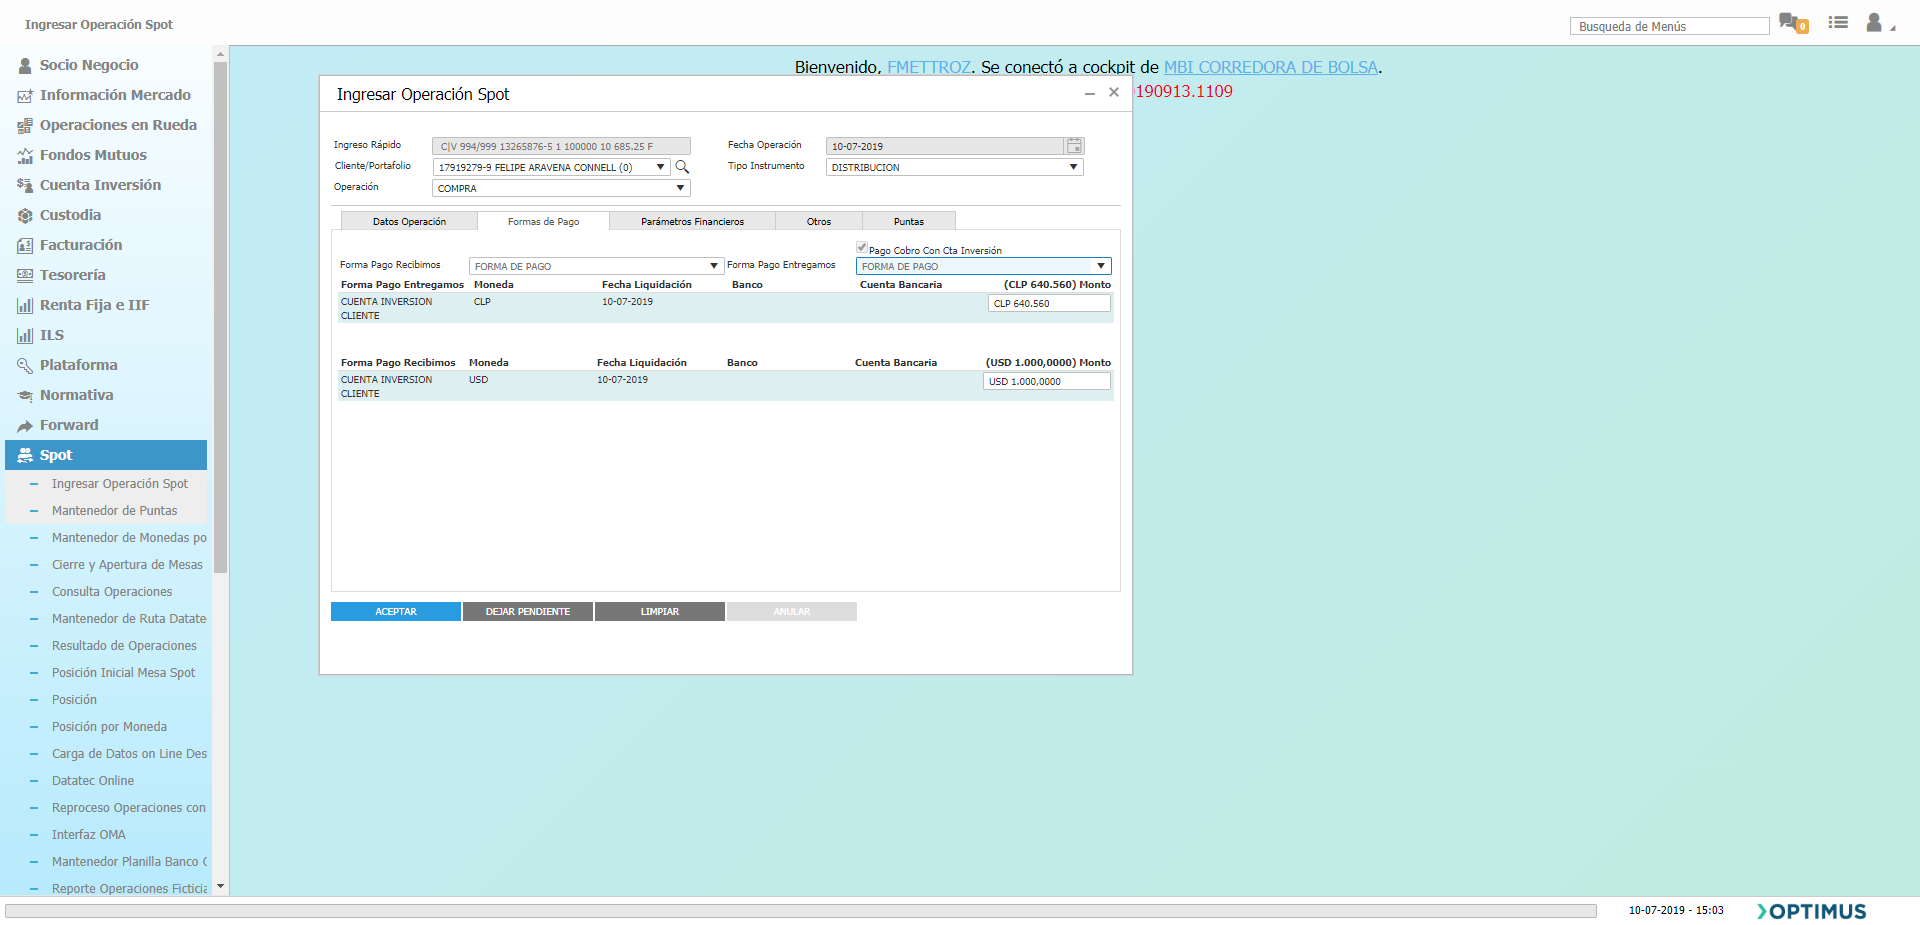 Ingresar Operación Spot
Busqueda de Menús
0
Socio Negocio
Información Mercado
Operaciones en Rueda
Fondos Mutuos
Cuenta Inversión
Custodia
Facturación
Tesorería
Renta Fija e IIF
ILS
Plataforma
Normativa
Forward
Spot
Ingresar Operación Spot
Mantenedor de Puntas
Mantenedor de Monedas po
Cierre y Apertura de Mesas
Consulta Operaciones
Mantenedor de Ruta Datate
Resultado de Operaciones
Posición Inicial Mesa Spot
Posición
Posición por Moneda
Carga de Datos on Line Des
Datatec Online
Reproceso Operaciones con
Interfaz OMA
Mantenedor Planilla Banco C
Reporte Operaciones Ficticia
Bienvenido, FMETTROZ. Se conectó a cockpit de MBI CORREDORA DE BOLSA.
190913.1109
Ingresar Operación Spot
Ingreso Rápido C|V 994/999 13265876-5 1 100000 10 685.25 F Fecha Operación 10-07-2019
Cliente/Portafolio 17919279-9 FELIPE ARAVENA CONNELL (0) Tipo Instrumento DISTRIBUCION
Operación COMPRA
Datos Operación Formas de Pago Parámetros Financieros Otros Puntas
Pago Cobro Con Cta Inversión
Forma Pago Recibimos FORMA DE PAGO Forma Pago Entregamos FORMA DE PAGO
Forma Pago Entregamos Moneda Fecha Liquidación Banco Cuenta Bancaria (CLP 640.560) Monto
CUENTA INVERSION CLP 10-07-2019 CLP 640.560
CLIENTE
Forma Pago Recibimos Moneda Fecha Liquidación Banco Cuenta Bancaria (USD 1.000,0000) Monto
CUENTA INVERSION USD 10-07-2019 USD 1.000,0000
CLIENTE
ACEPTAR DEJAR PENDIENTE LIMPIAR ANULAR
10-07-2019 - 15:03
OPTIMUS